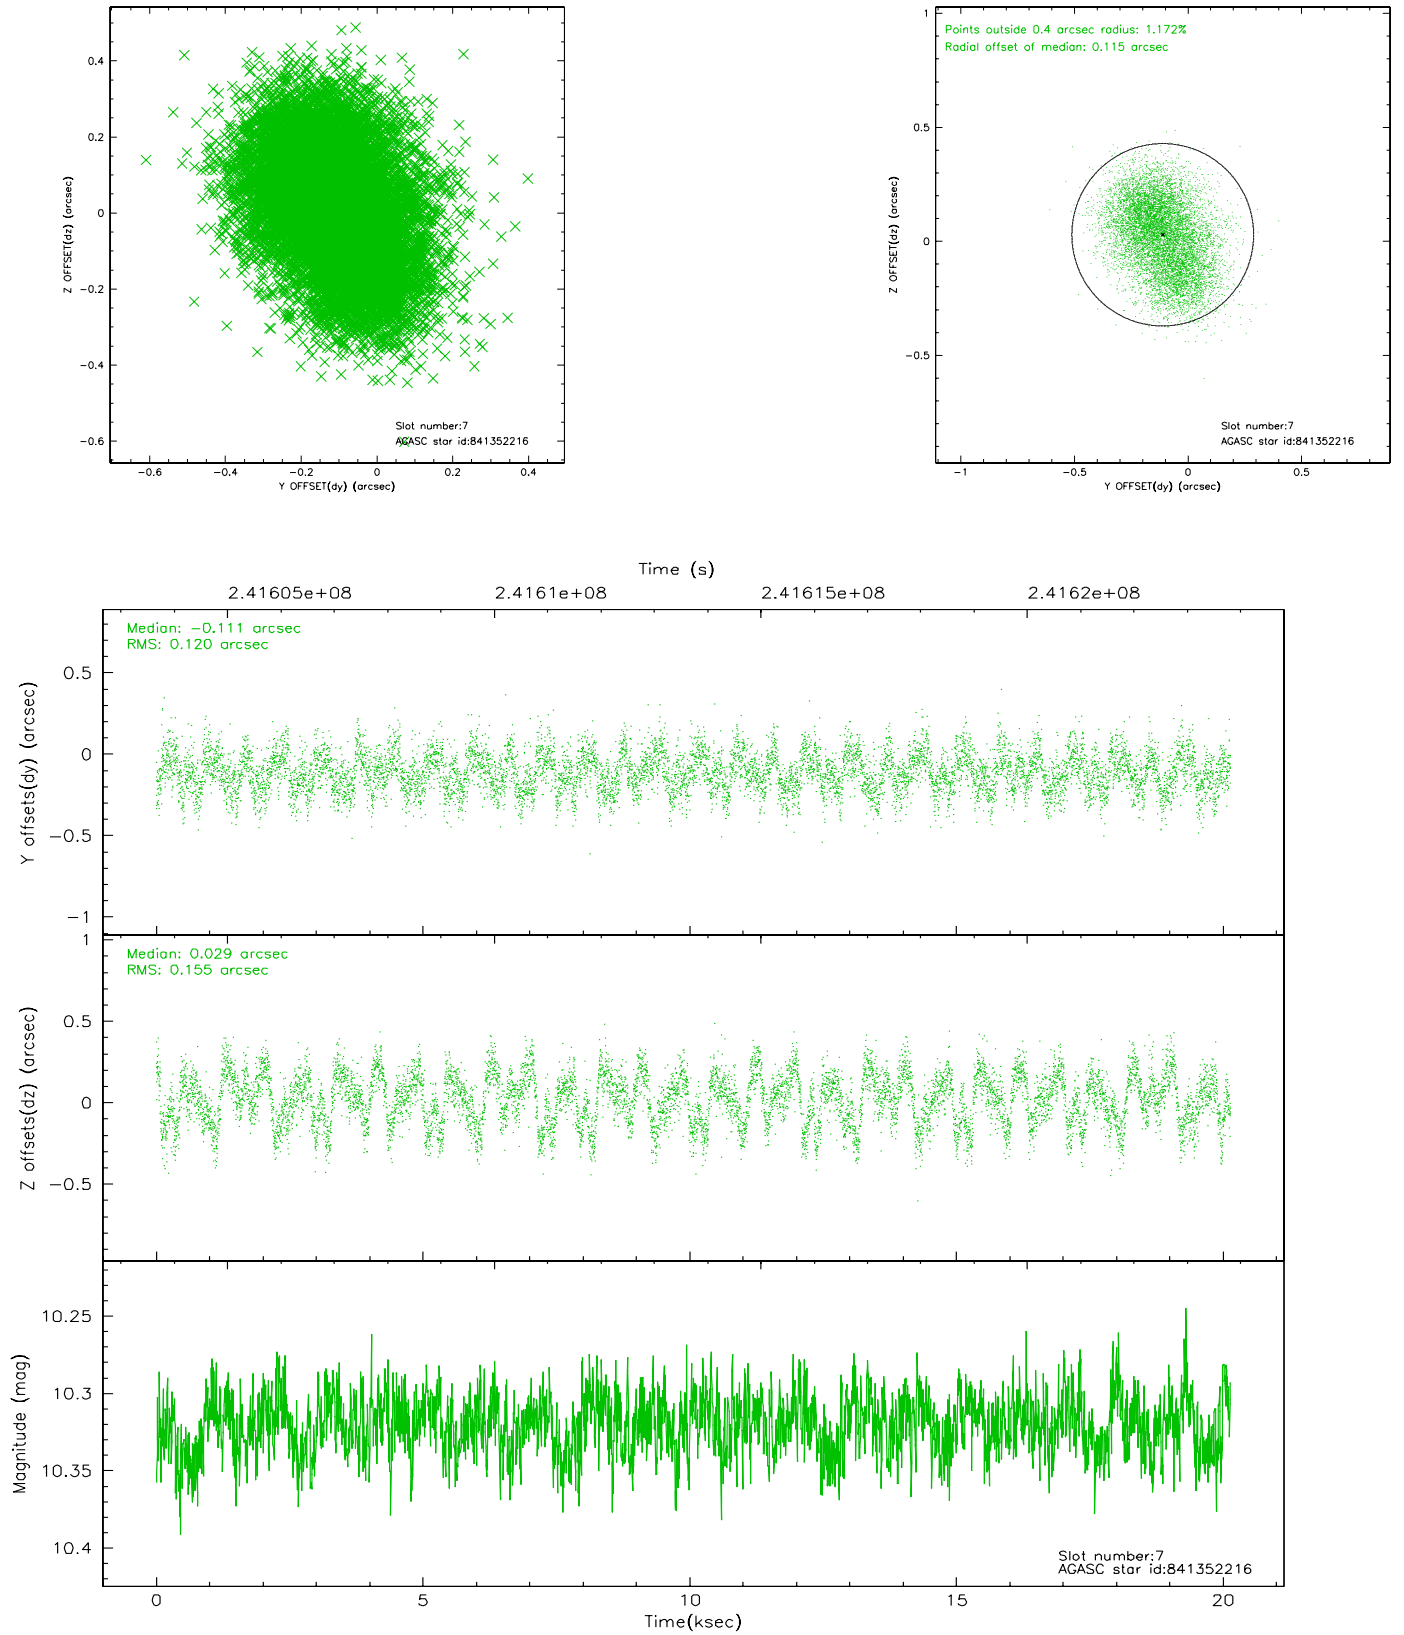 0.4
0.2
0
−0.2
−0.4
−0.6
Z OFFSET(dz) (arcsec)
−0.6 −0.4 −0.2 0 0.2 0.4
Y OFFSET(dy) (arcsec)
Slot number:7
AGASC star id:841352216
Points outside 0.4 arcsec radius: 1.172%
Radial offset of median: 0.115 arcsec
1
0.5
0
−0.5
Z OFFSET(dz) (arcsec)
−1 −0.5 0 0.5
Y OFFSET(dy) (arcsec)
Slot number:7
AGASC star id:841352216
Time (s)
2.41605e+08 2.4161e+08 2.41615e+08 2.4162e+08
Median: −0.111 arcsec
RMS: 0.120 arcsec
0.5
0
−0.5
−1
Y offsets(dy) (arcsec)
Median: 0.029 arcsec
RMS: 0.155 arcsec
1
0.5
0
−0.5
Z offsets(dz) (arcsec)
10.25
10.3
10.35
10.4
Magnitude (mag)
Slot number:7
AGASC star id:841352216
0 5 10 15 20
Time(ksec)